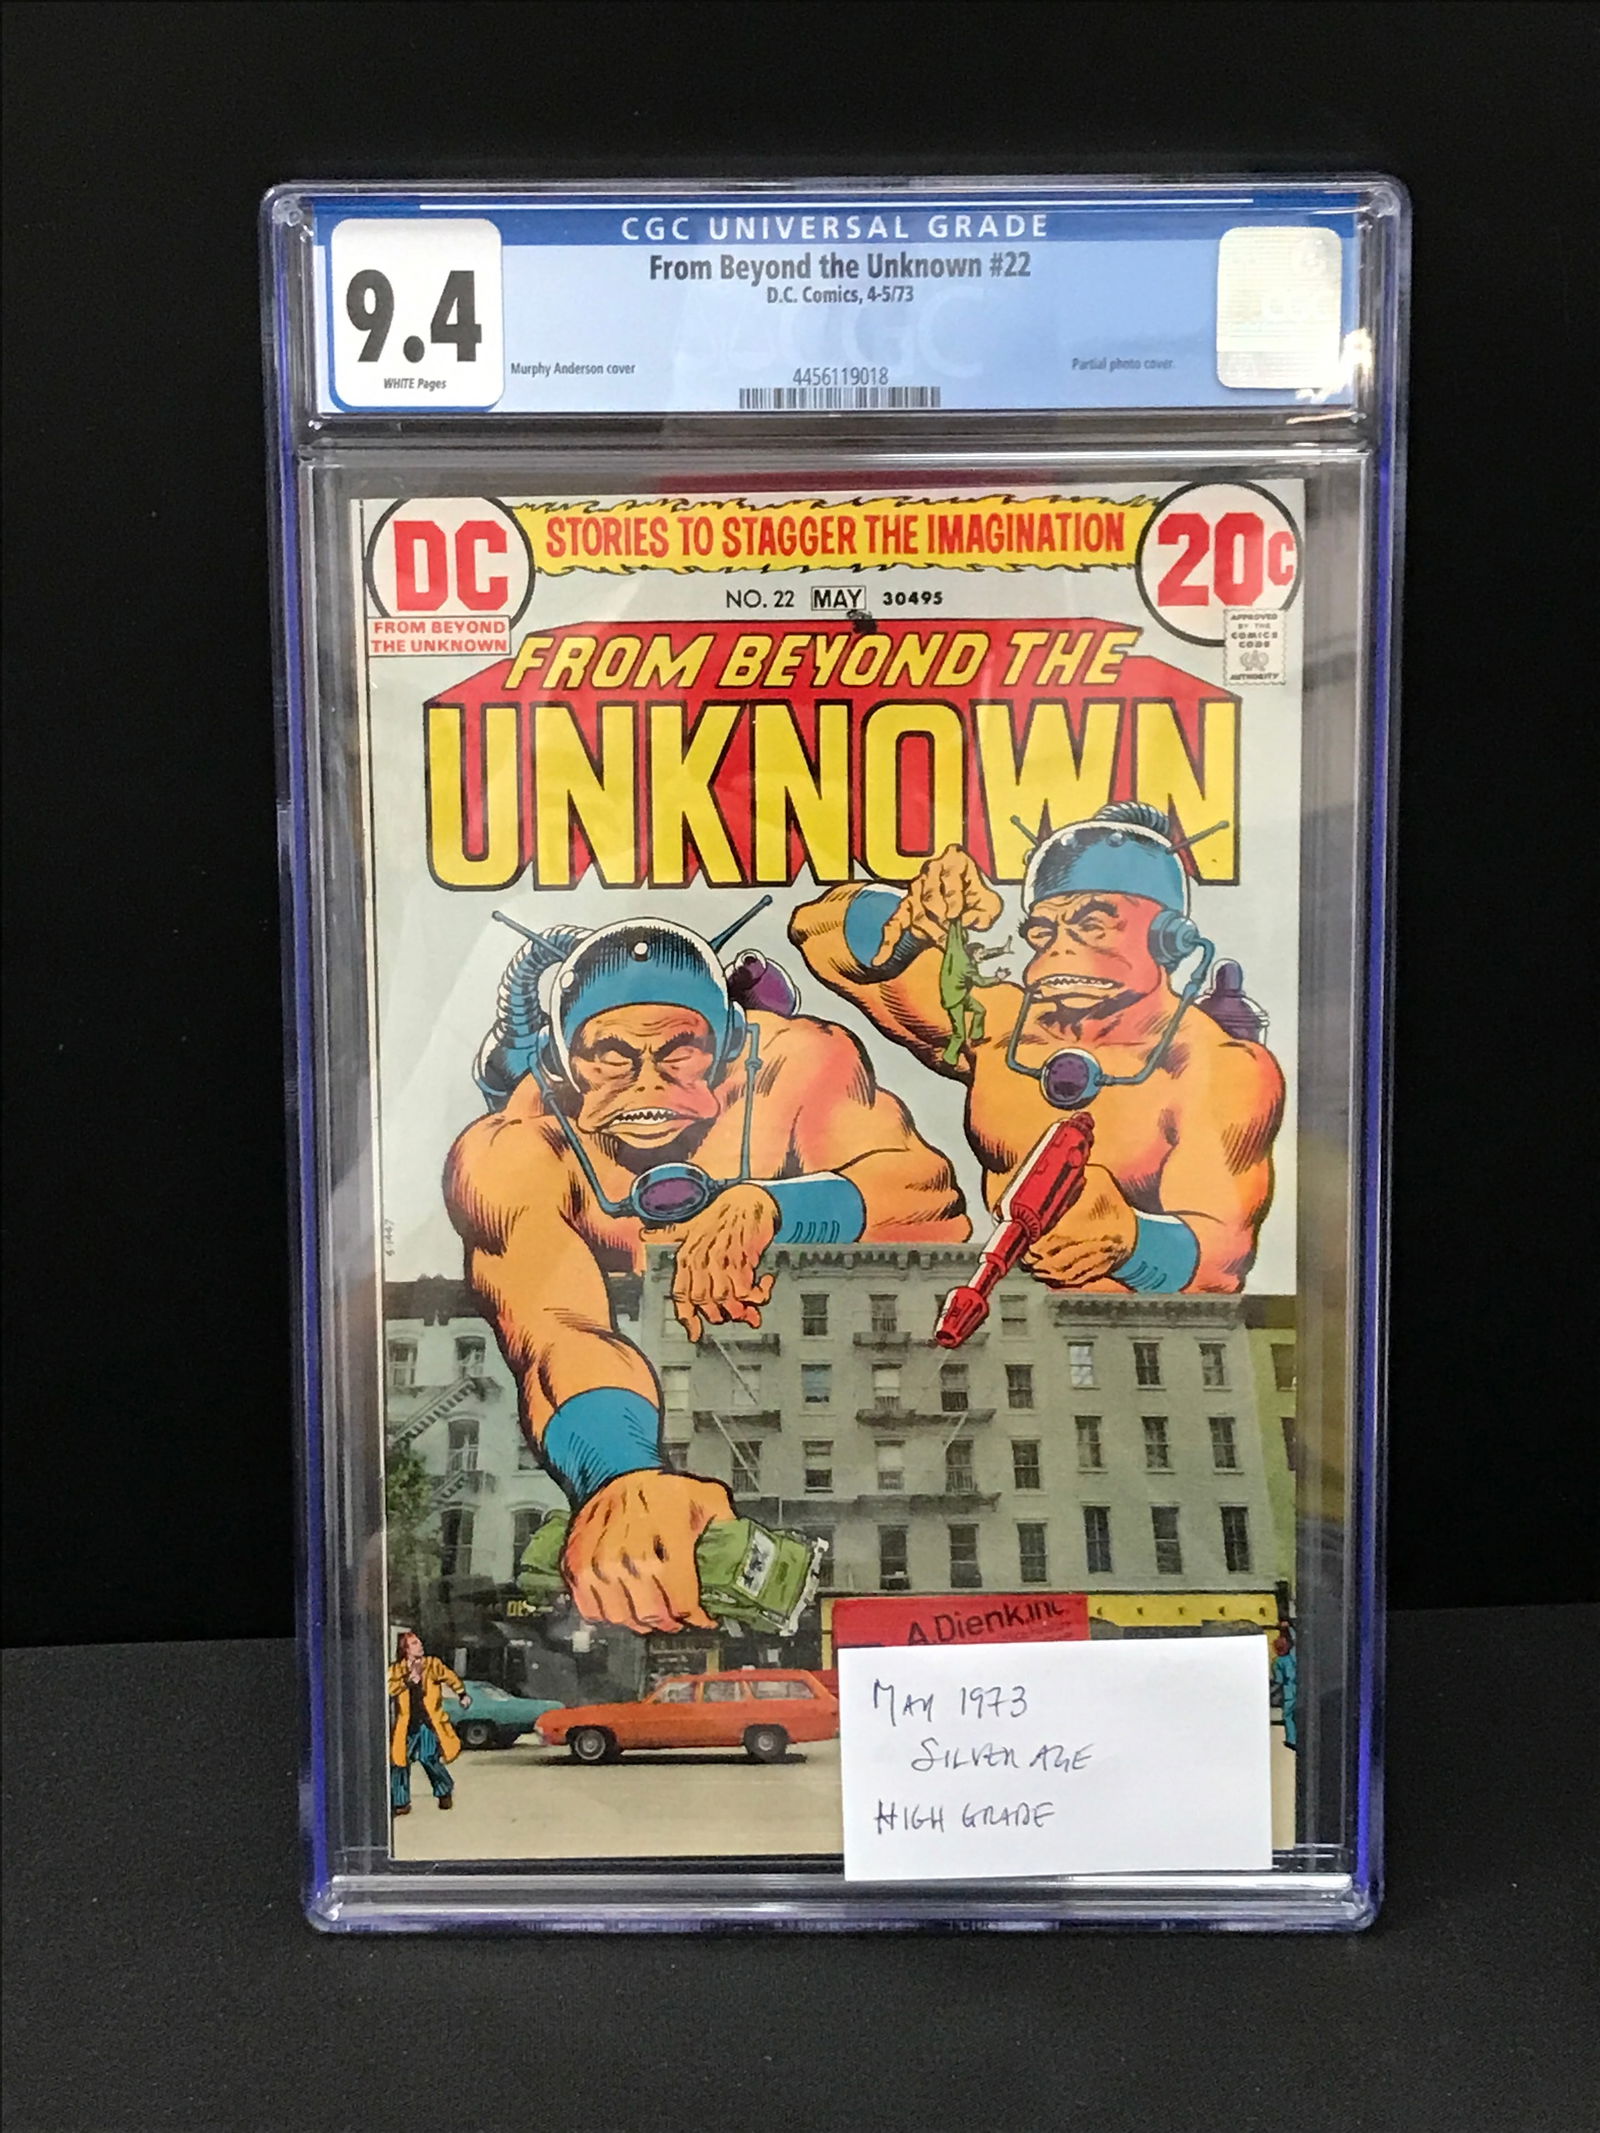 CGC UNIVERSAL GRADE
From Beyond the Unknown #22
D.C. Comics, 4-5/73
9.4
WHITE Pages
Murphy Anderson cover
Partial photo cover
4456119018
DC
STORIES TO STAGGER THE IMAGINATION
20c
NO. 22 MAY 30495
FROM BEYOND
THE UNKNOWN
APPROVED
BY THE
COMICS
CODE
AUTHORITY
FROM BEYOND THE
UNKNOWN
A.Dienk.Inc
MAY 1973
SILVER AGE
HIGH GRADE